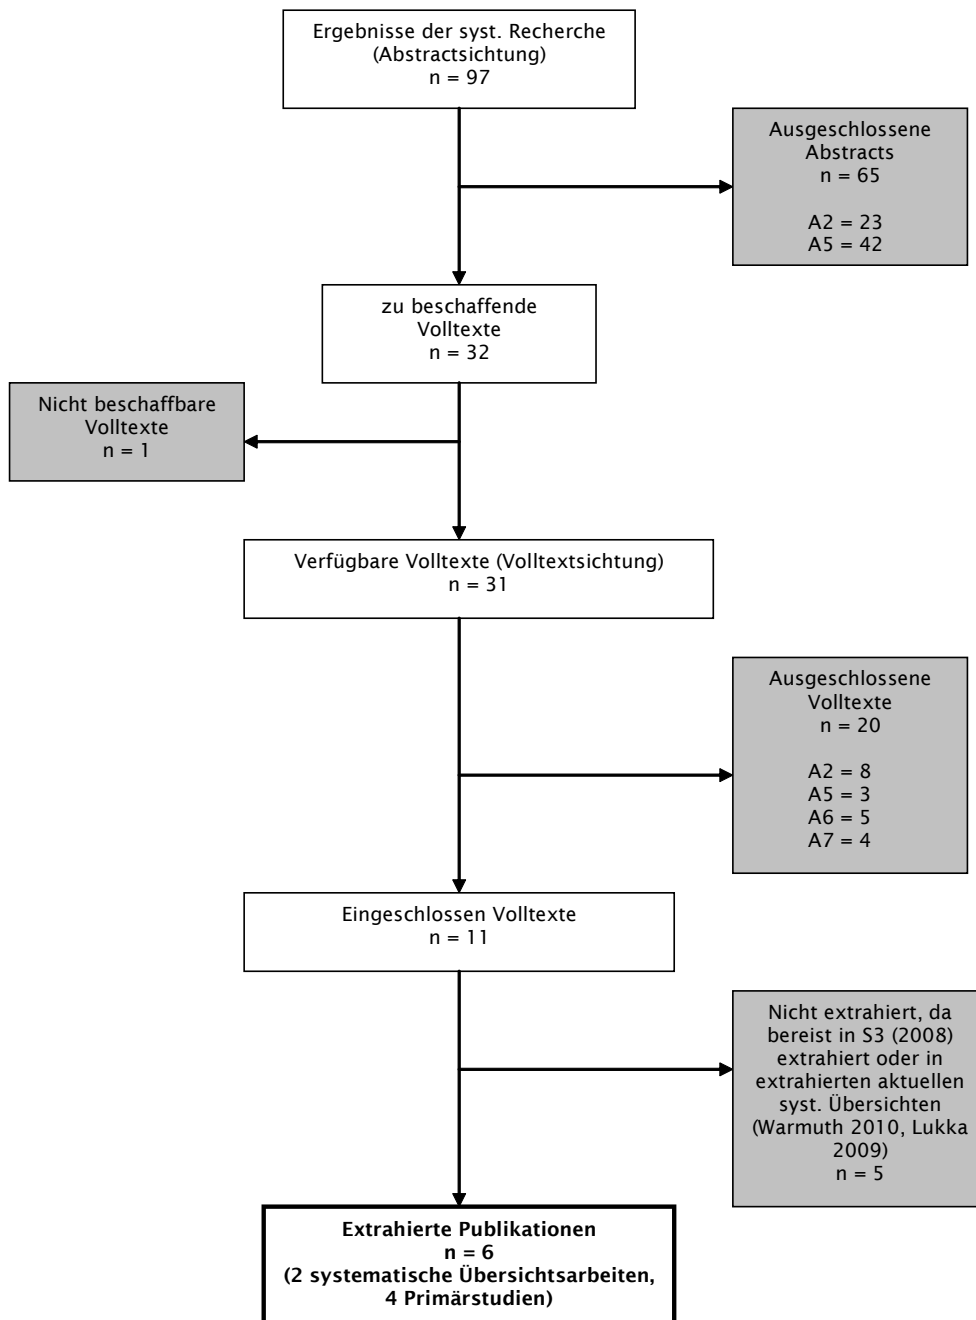 Ergebnisse der syst. Recherche
(Abstractsichtung)
n = 97
Ausgeschlossene
Abstracts
n = 65
A2 = 23
A5 = 42
zu beschaffende
Volltexte
n = 32
Nicht beschaffbare
Volltexte
n = 1
Verfügbare Volltexte (Volltextsichtung)
n = 31
Ausgeschlossene
Volltexte
n = 20
A2 = 8
A5 = 3
A6 = 5
A7 = 4
Eingeschlossen Volltexte
n = 11
Nicht extrahiert, da
bereist in S3 (2008)
extrahiert oder in
extrahierten aktuellen
syst. Übersichten
(Warmuth 2010, Lukka
2009)
n = 5
Extrahierte Publikationen
n = 6
(2 systematische Übersichtsarbeiten,
4 Primärstudien)